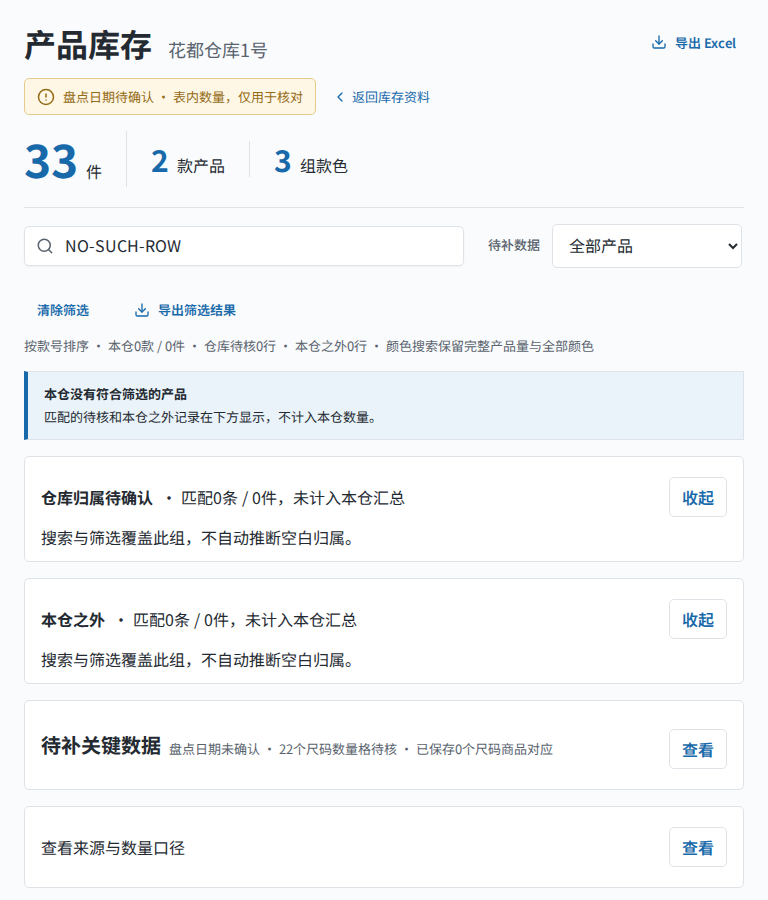 产品库存 花都仓库1号 导出 Excel
盘点日期待确认 · 表内数量，仅用于核对 返回库存资料
33 件 2 款产品 3 组款色
NO-SUCH-ROW 待补数据 全部产品
清除筛选 导出筛选结果
按款号排序 · 本仓0款 / 0件 · 仓库待核0行 · 本仓之外0行 · 颜色搜索保留完整产品量与全部颜色
本仓没有符合筛选的产品
匹配的待核和本仓之外记录在下方显示，不计入本仓数量。
仓库归属待确认 · 匹配0条 / 0件，未计入本仓汇总 收起
搜索与筛选覆盖此组，不自动推断空白归属。
本仓之外 · 匹配0条 / 0件，未计入本仓汇总 收起
搜索与筛选覆盖此组，不自动推断空白归属。
待补关键数据 盘点日期未确认 · 22个尺码数量格待核 · 已保存0个尺码商品对应 查看
查看来源与数量口径 查看